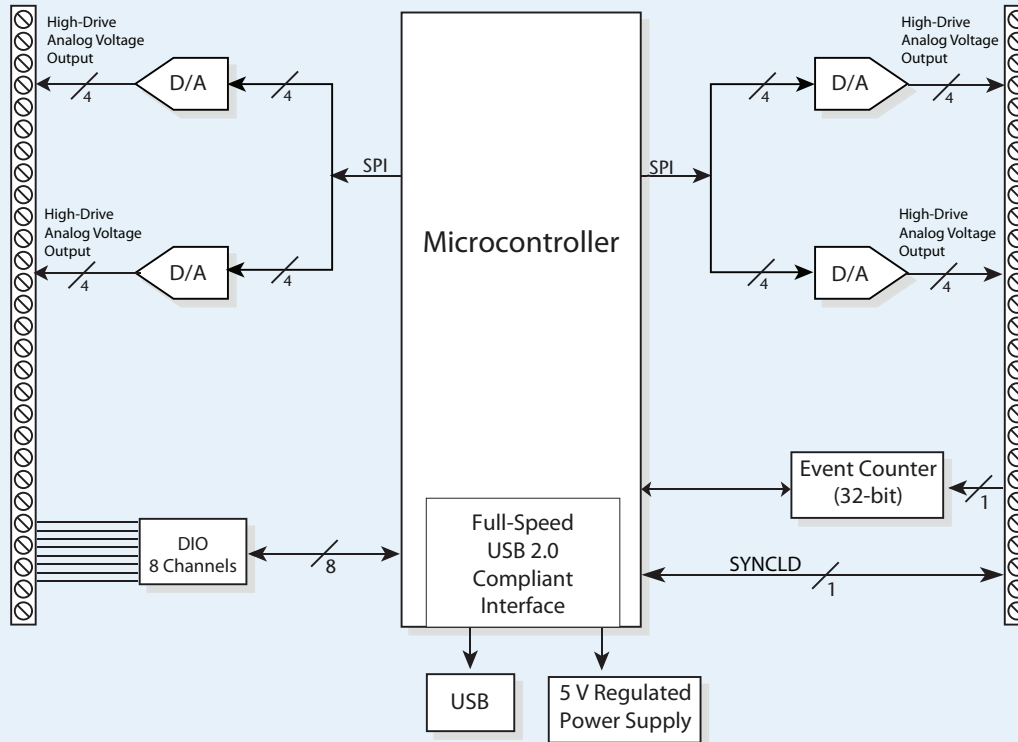 High-Drive
Analog Voltage
Output
4
D/A
4
SPI
High-Drive
Analog Voltage
Output
4
D/A
4
Microcontroller
SPI
4
D/A
High-Drive
Analog Voltage
Output
4
4
D/A
High-Drive
Analog Voltage
Output
4
DIO
8 Channels
8
Full-Speed
USB 2.0
Compliant
Interface
Event Counter
(32-bit)
1
SYNCLD
1
USB
5 V Regulated
Power Supply